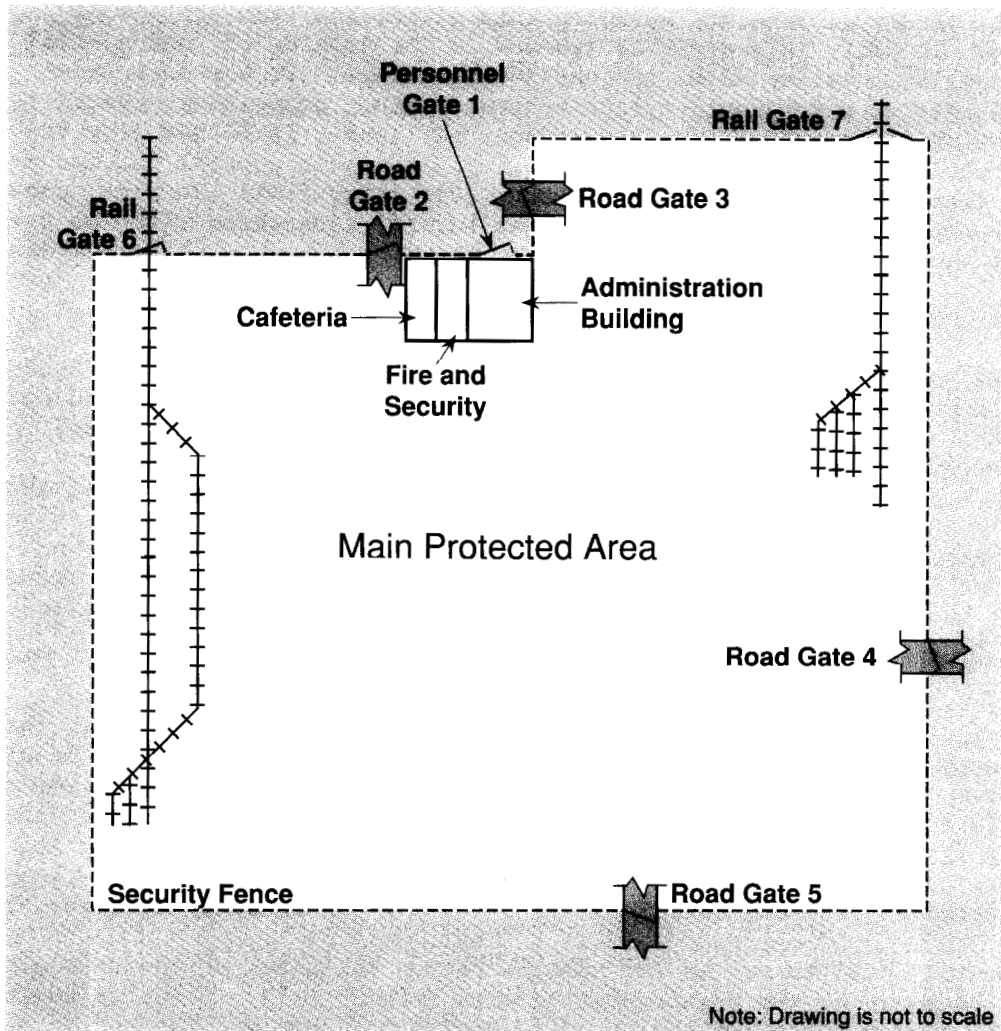 Personnel
Gate 1
Rail Gate 7
Road
Gate 2
Road Gate 3
Rail
Gate 6
Administration
Building
Cafeteria
Fire and
Security
Main Protected Area
Road Gate 4
Security Fence
Road Gate 5
Note: Drawing is not to scale